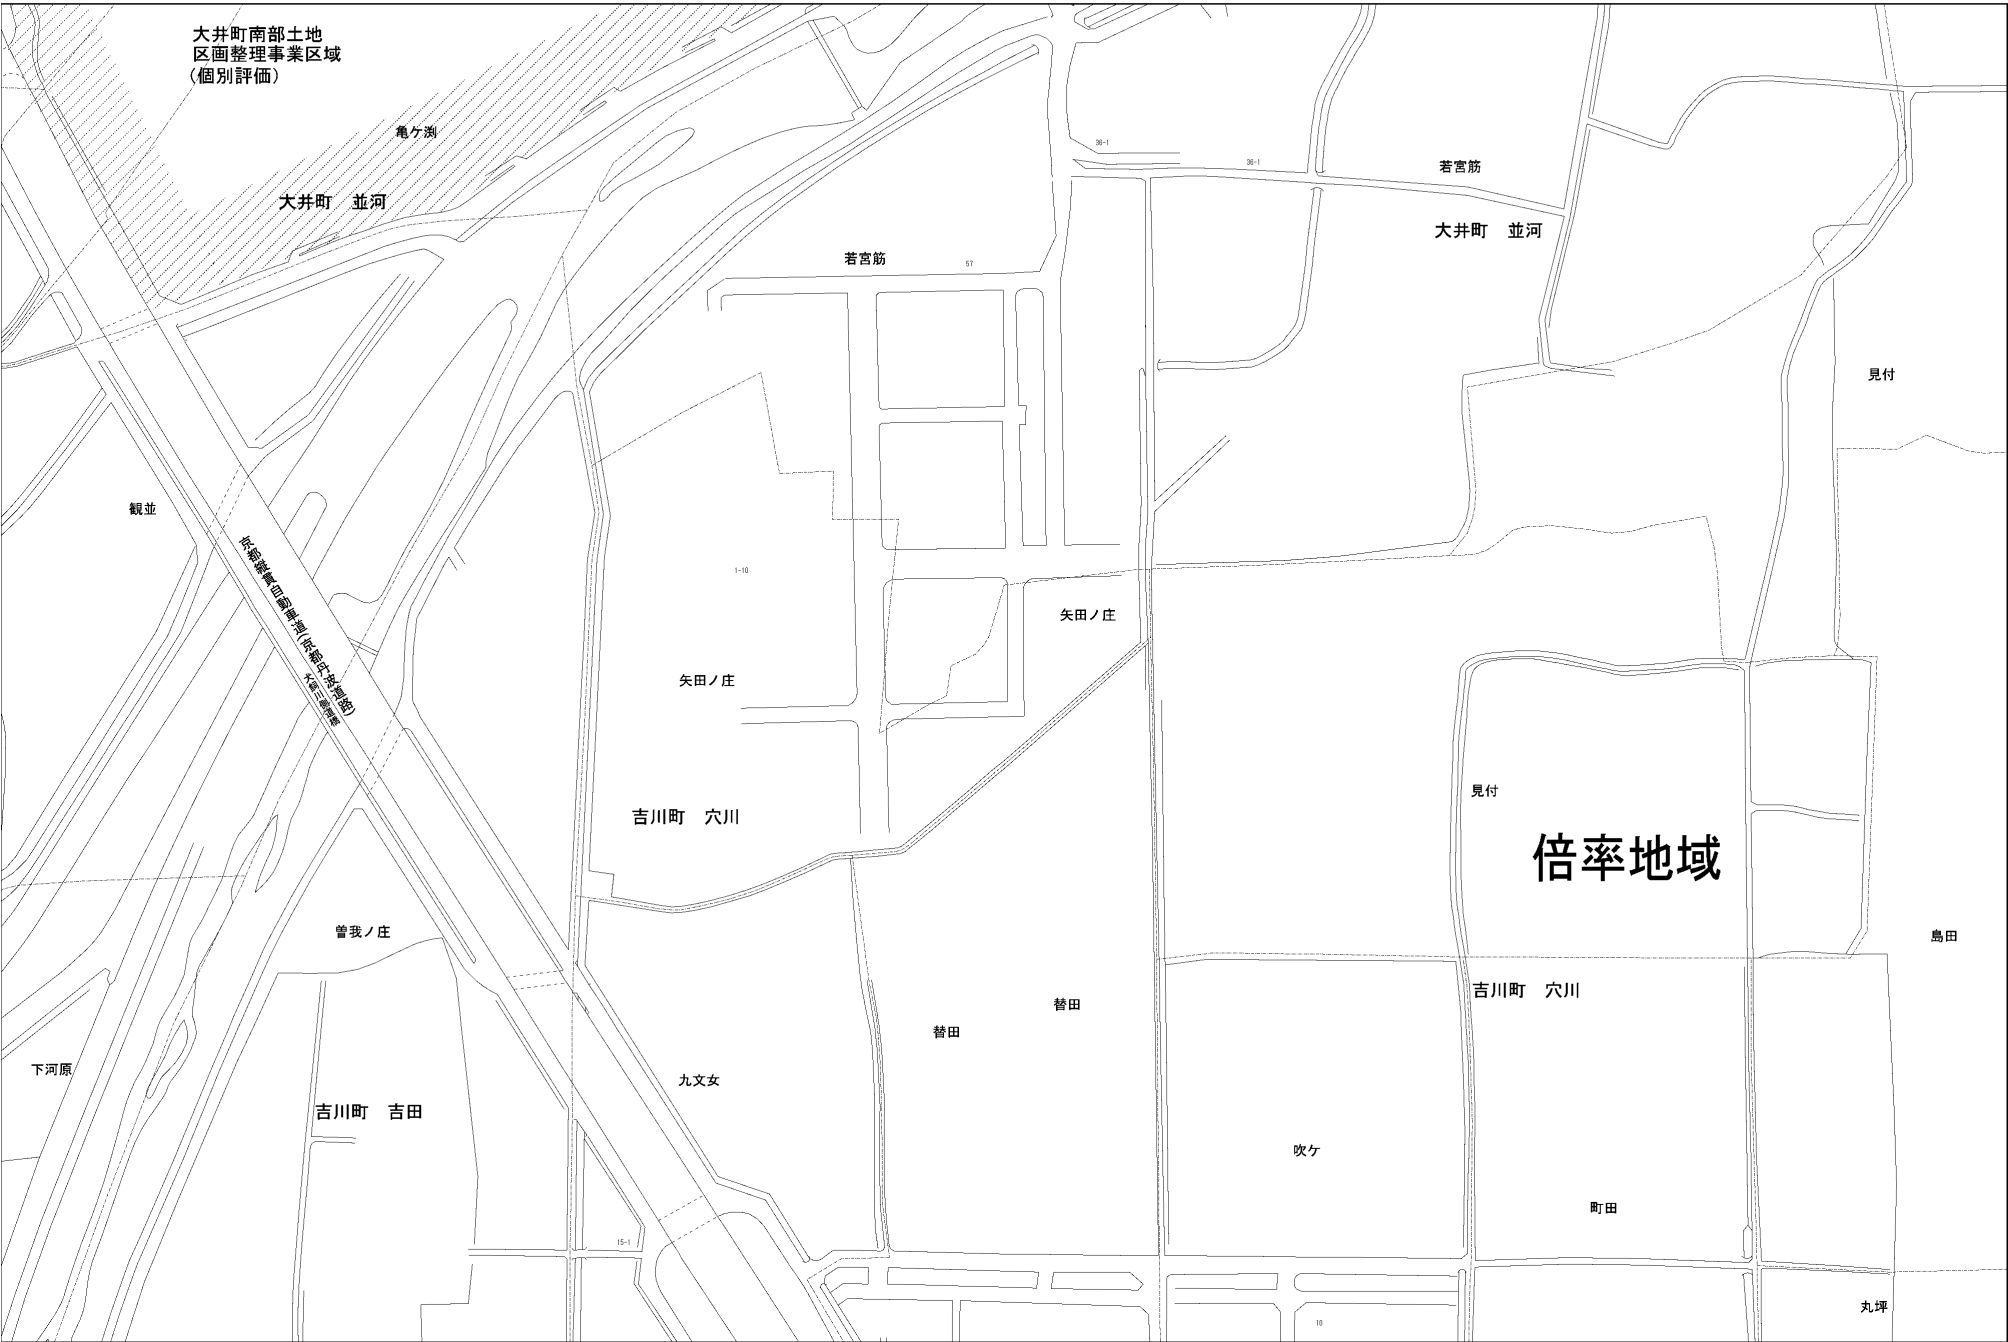 大井町南部土地
区画整理事業区域
(個別評価)
亀ケ渕
36-1
36-1
若宮筋
大井町 並河
大井町 並河
若宮筋
57
見付
観並
京都縦貫自動車道(京都丹波道路)
犬飼川側道橋
1-10
矢田ノ庄
矢田ノ庄
見付
吉川町 穴川
倍率地域
曽我ノ庄
島田
吉川町 穴川
替田
替田
下河原
九文女
吉川町 吉田
吹ケ
町田
15-1
丸坪
10